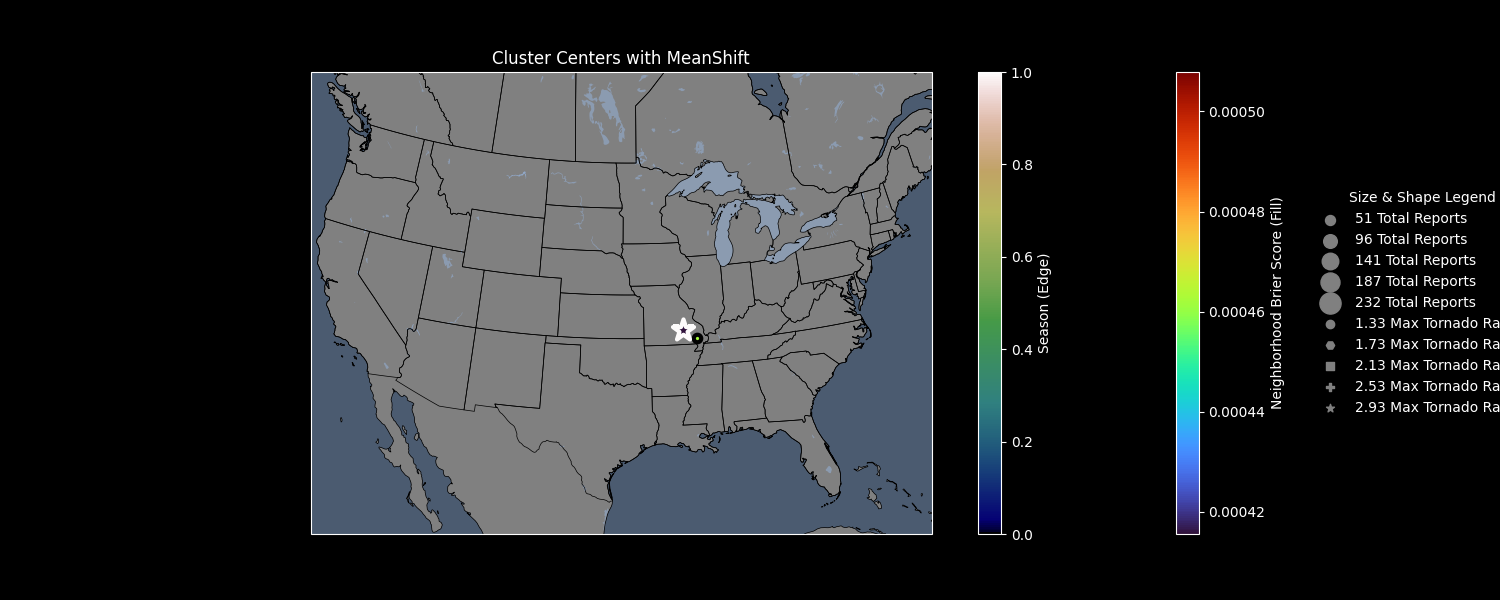 Cluster Centers with MeanShift
1.0
0.8
0.6
0.4
0.2
0.0
Season (Edge)
0.00050
0.00048
0.00046
0.00044
0.00042
Neighborhood Brier Score (Fill)
Size & Shape Legend
51 Total Reports
96 Total Reports
141 Total Reports
187 Total Reports
232 Total Reports
1.33 Max Tornado Ra
1.73 Max Tornado Ra
2.13 Max Tornado Ra
2.53 Max Tornado Ra
2.93 Max Tornado Ra